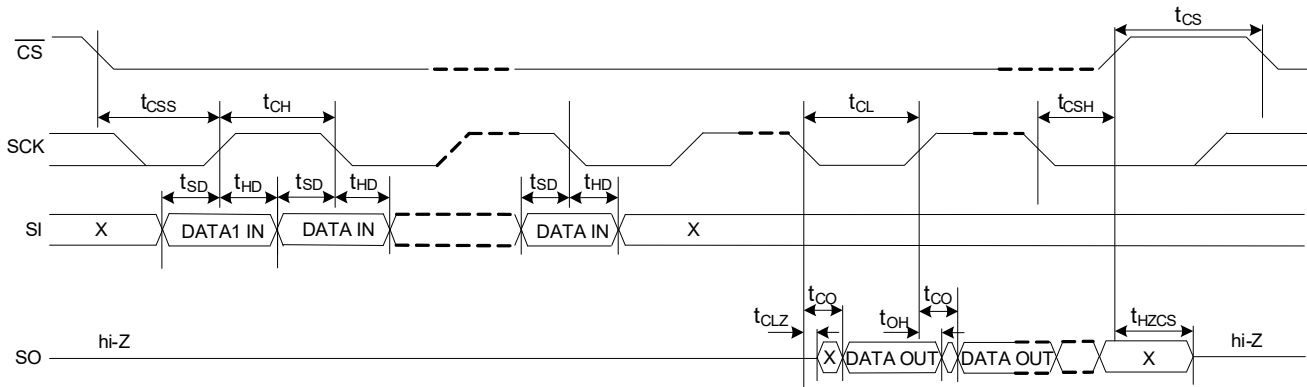 CS
tCS
tCSS
tCH
tCL
tCSH
SCK
tSD
tHD
tSD
tHD
tSD
tHD
SI
X
DATA1 IN
DATA IN
DATA IN
X
tCO
tCO
tCLZ
tOH
tHZCS
SO
hi-Z
X
DATA OUT
DATA OUT
X
hi-Z